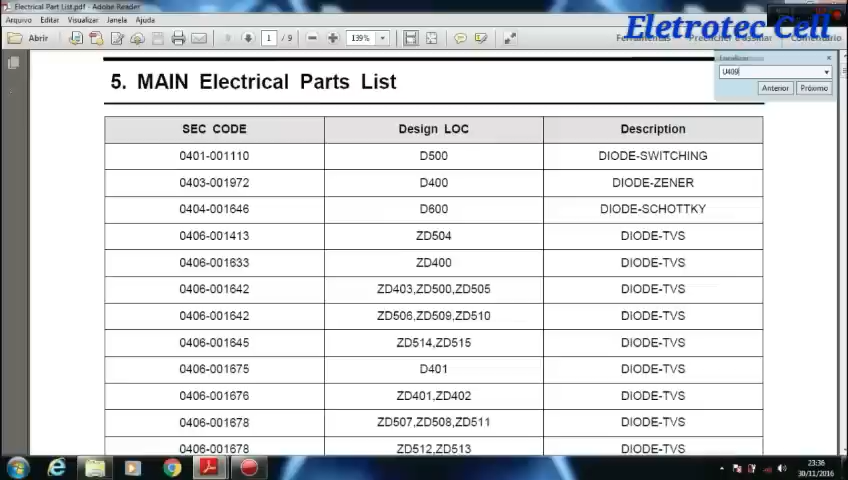 Electrical Part List.pdf - Adobe Reader
Arquivo Editar Visualizar Janela Ajuda
Eletrotec Cell
Abrir 1 / 9 139% Ferramentas Preencher e assinar Comentário
Localizar
U409
Anterior Próximo
5. MAIN Electrical Parts List
SEC CODE Design LOC Description
0401-001110 D500 DIODE-SWITCHING
0403-001972 D400 DIODE-ZENER
0404-001646 D600 DIODE-SCHOTTKY
0406-001413 ZD504 DIODE-TVS
0406-001633 ZD400 DIODE-TVS
0406-001642 ZD403,ZD500,ZD505 DIODE-TVS
0406-001642 ZD506,ZD509,ZD510 DIODE-TVS
0406-001645 ZD514,ZD515 DIODE-TVS
0406-001675 D401 DIODE-TVS
0406-001676 ZD401,ZD402 DIODE-TVS
0406-001678 ZD507,ZD508,ZD511 DIODE-TVS
0406-001678 ZD512,ZD513 DIODE-TVS
23:36
30/11/2016